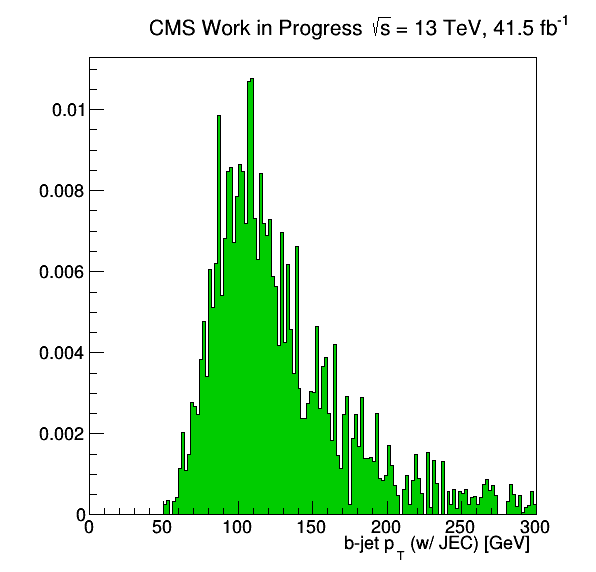 CMS Work in Progress √s = 13 TeV, 41.5 fb⁻¹
0.01
0.008
0.006
0.004
0.002
0
0 50 100 150 200 250 300
b-jet p_T (w/ JEC) [GeV]